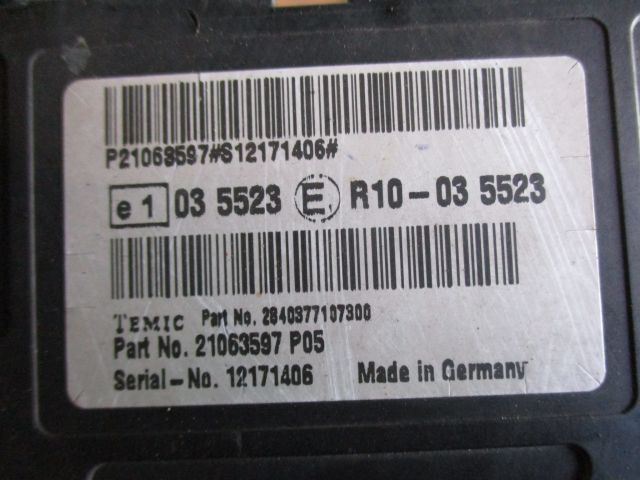 P21063597#S12171406#
e1 03 5523 E R10-03 5523
TEMIC Part No. 2840377107300
Part No. 21063597 P05
Serial-No. 12171406 Made in Germany